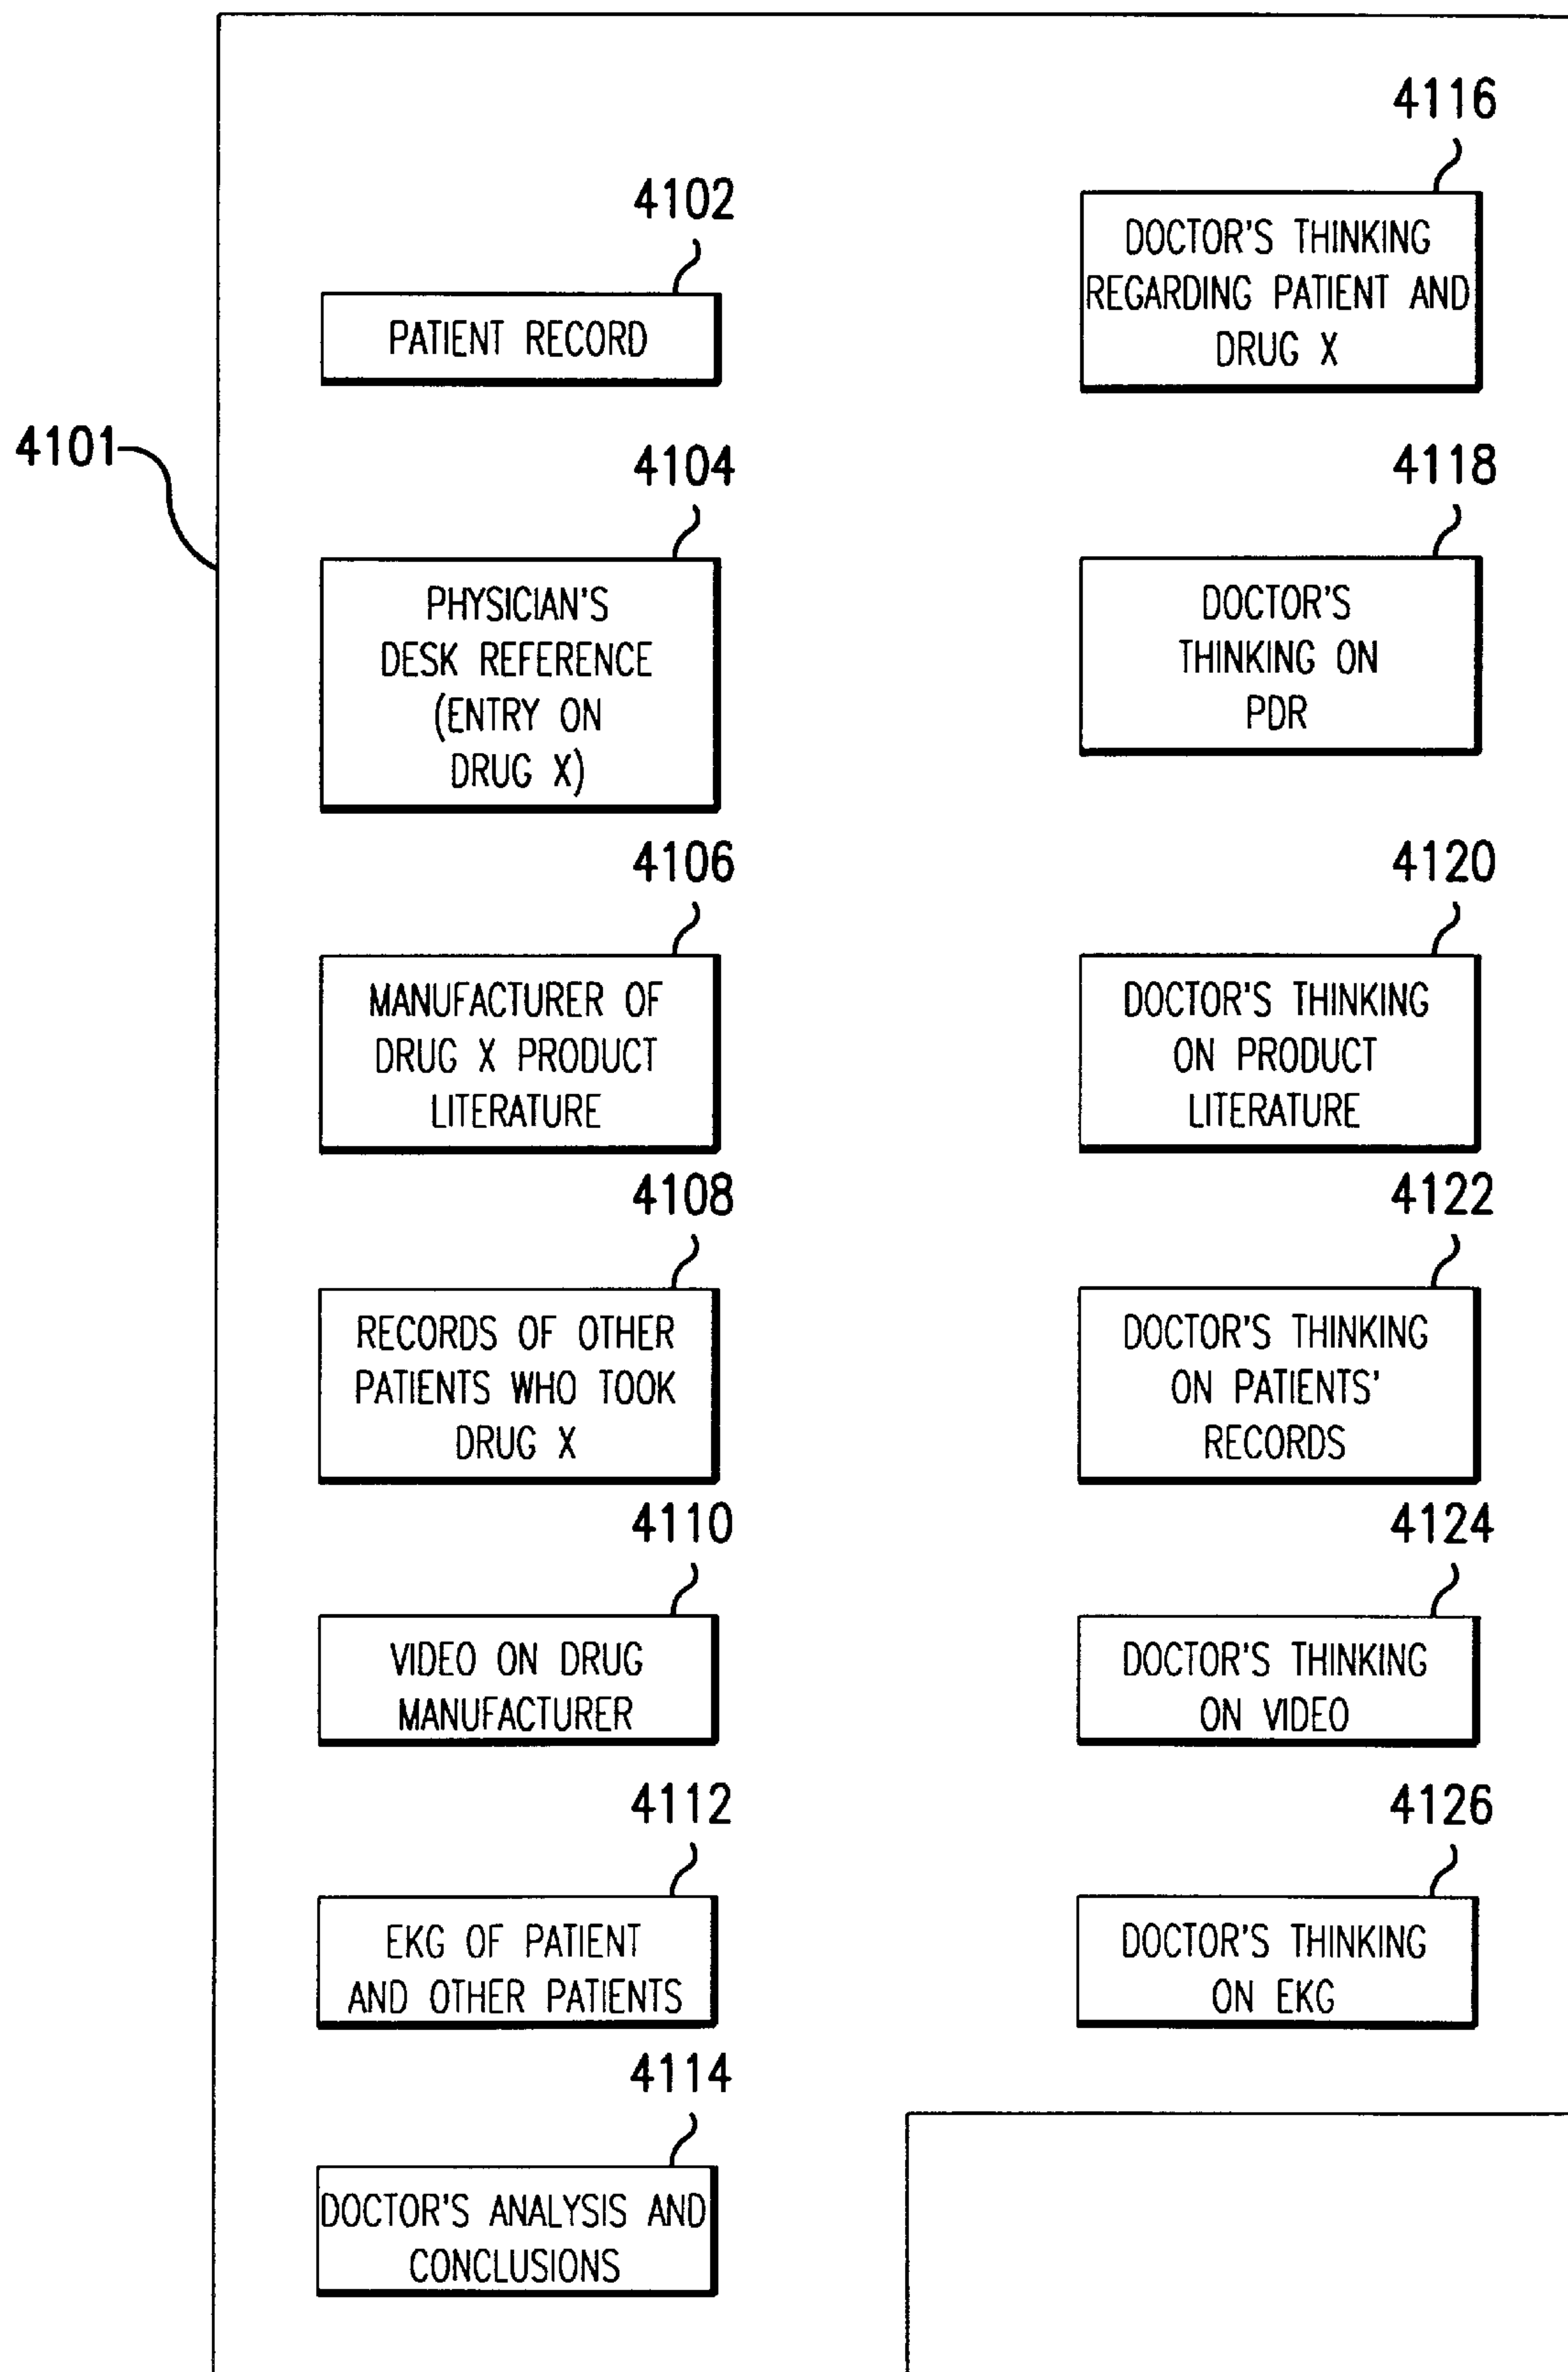 4101
4102
PATIENT RECORD
4104
PHYSICIAN'S
DESK REFERENCE
(ENTRY ON
DRUG X)
4106
MANUFACTURER OF
DRUG X PRODUCT
LITERATURE
4108
RECORDS OF OTHER
PATIENTS WHO TOOK
DRUG X
4110
VIDEO ON DRUG
MANUFACTURER
4112
EKG OF PATIENT
AND OTHER PATIENTS
4114
DOCTOR'S ANALYSIS AND
CONCLUSIONS
4116
DOCTOR'S THINKING
REGARDING PATIENT AND
DRUG X
4118
DOCTOR'S
THINKING ON
PDR
4120
DOCTOR'S THINKING
ON PRODUCT
LITERATURE
4122
DOCTOR'S THINKING
ON PATIENTS'
RECORDS
4124
DOCTOR'S THINKING
ON VIDEO
4126
DOCTOR'S THINKING
ON EKG